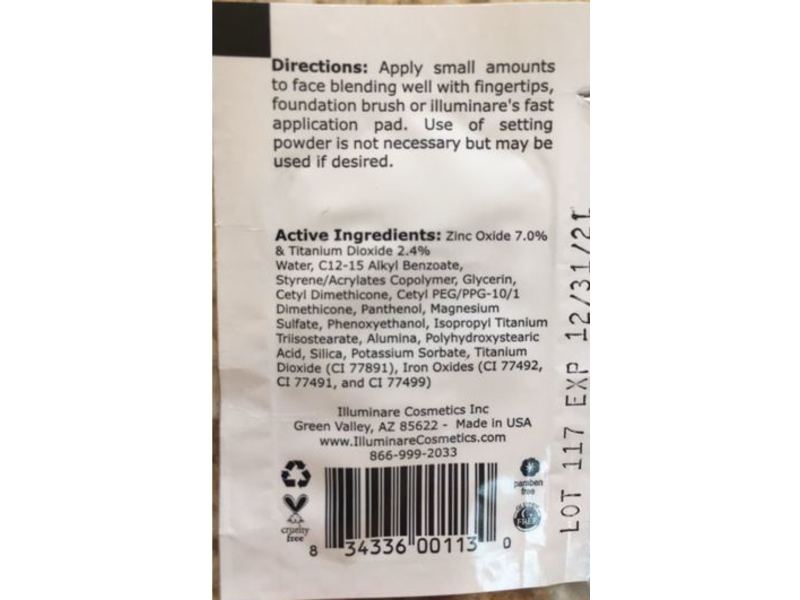 Directions: Apply small amounts
to face blending well with fingertips,
foundation brush or illuminare's fast
application pad. Use of setting
powder is not necessary but may be
used if desired.
Active Ingredients: Zinc Oxide 7.0%
& Titanium Dioxide 2.4%
Water, C12-15 Alkyl Benzoate,
Styrene/Acrylates Copolymer, Glycerin,
Cetyl Dimethicone, Cetyl PEG/PPG-10/1
Dimethicone, Panthenol, Magnesium
Sulfate, Phenoxyethanol, Isopropyl Titanium
Triisostearate, Alumina, Polyhydroxystearic
Acid, Silica, Potassium Sorbate, Titanium
Dioxide (CI 77891), Iron Oxides (CI 77492,
CI 77491, and CI 77499)
Illuminare Cosmetics Inc
Green Valley, AZ 85622 - Made in USA
www.IlluminareCosmetics.com
866-999-2033
cruelty
free
paraben
free
FREE
8 34336 00113 0
LOT 117 EXP 12/31/21